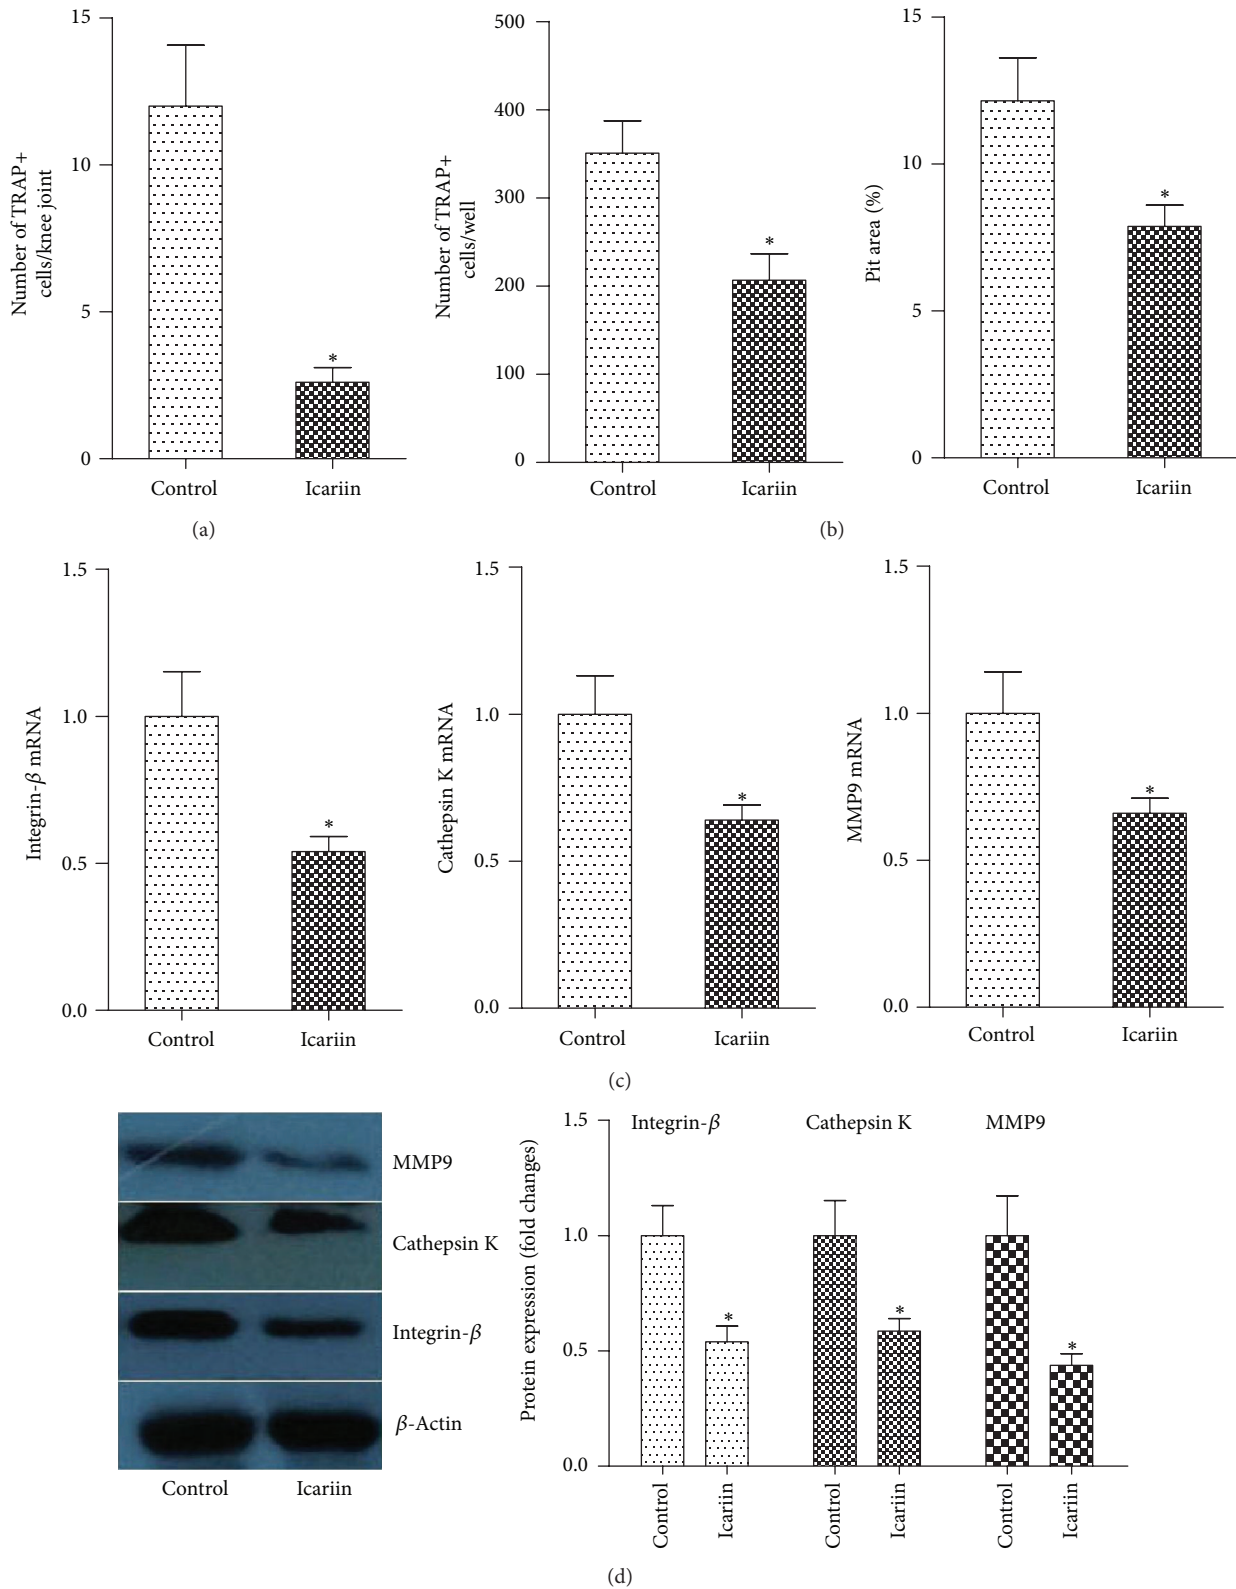 15
10
5
0
Number of TRAP+
cells/knee joint
*
Control
Icariin
(a)
500
400
300
200
100
0
Number of TRAP+
cells/well
*
Control
Icariin
15
10
5
0
Pit area (%)
*
Control
Icariin
(b)
1.5
1.0
0.5
0.0
Integrin-β mRNA
*
Control
Icariin
1.5
1.0
0.5
0.0
Cathepsin K mRNA
*
Control
Icariin
1.5
1.0
0.5
0.0
MMP9 mRNA
*
Control
Icariin
(c)
MMP9
Cathepsin K
Integrin-β
β-Actin
Control
Icariin
1.5
1.0
0.5
0.0
Protein expression (fold changes)
Integrin-β
Cathepsin K
MMP9
*
*
*
Control
Icariin
Control
Icariin
Control
Icariin
(d)